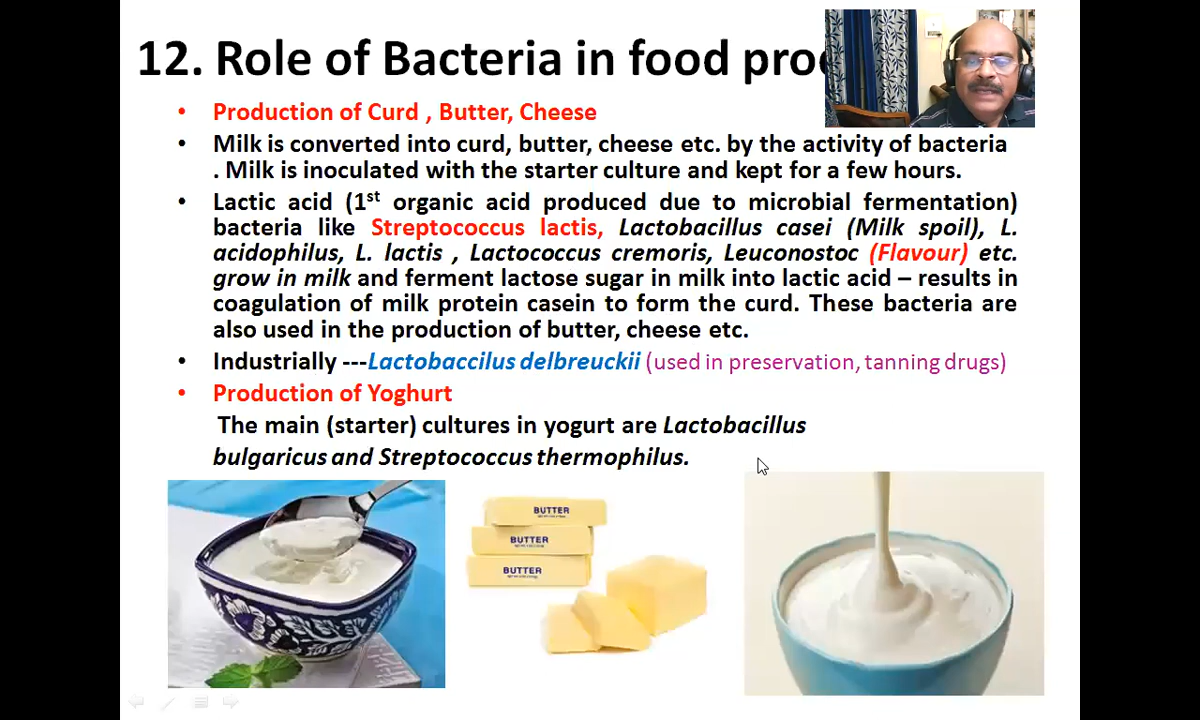 12. Role of Bacteria in food pro
• Production of Curd , Butter, Cheese
• Milk is converted into curd, butter, cheese etc. by the activity of bacteria
. Milk is inoculated with the starter culture and kept for a few hours.
• Lactic acid (1st organic acid produced due to microbial fermentation)
bacteria like Streptococcus lactis, Lactobacillus casei (Milk spoil), L.
acidophilus, L. lactis , Lactococcus cremoris, Leuconostoc (Flavour) etc.
grow in milk and ferment lactose sugar in milk into lactic acid – results in
coagulation of milk protein casein to form the curd. These bacteria are
also used in the production of butter, cheese etc.
• Industrially ---Lactobaccilus delbreuckii (used in preservation, tanning drugs)
• Production of Yoghurt
The main (starter) cultures in yogurt are Lactobacillus
bulgaricus and Streptococcus thermophilus.
BUTTER
BUTTER
BUTTER